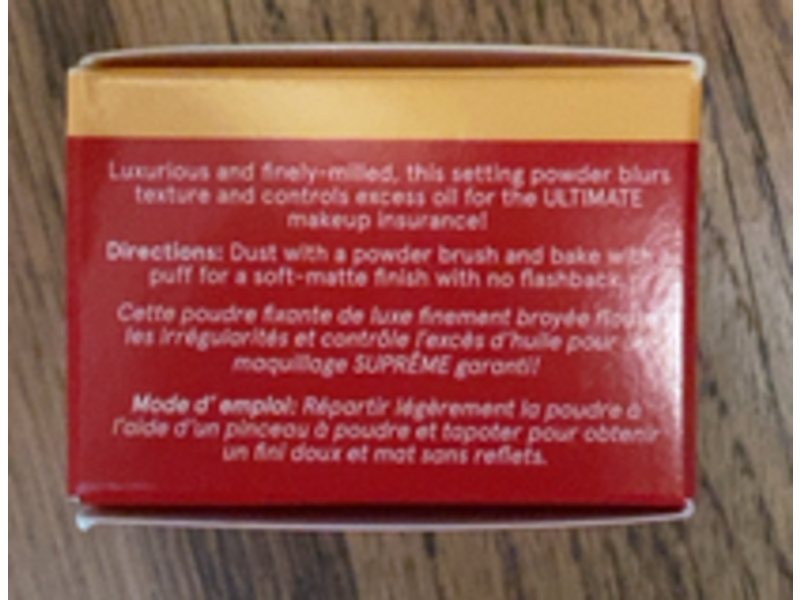 Luxurious and finely-milled, this setting powder blurs
texture and controls excess oil for the ULTIMATE
makeup insurance!
Directions: Dust with a powder brush and bake with
puff for a soft-matte finish with no flashback.
Cette poudre fixante de luxe finement broyée floute
les irrégularités et contrôle l'excès d'huile pour
maquillage SUPRÊME garanti!
Mode d' emploi: Répartir légèrement la poudre à
l'aide d'un pinceau à poudre et tapoter pour obtenir
un fini doux et mat sans reflets.